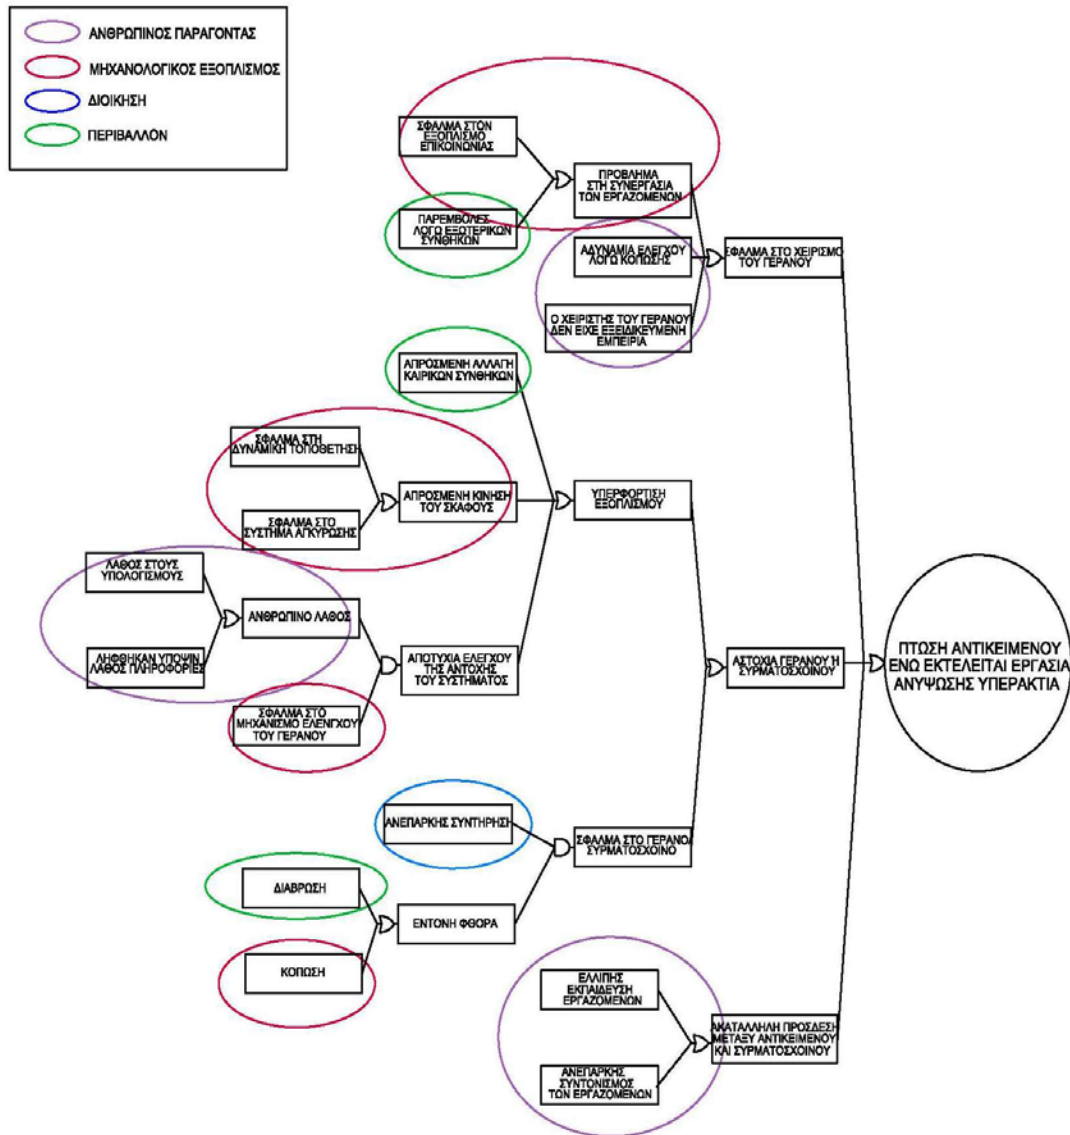 ΑΝΘΡΩΠΙΝΟΣ ΠΑΡΑΓΟΝΤΑΣ
ΜΗΧΑΝΟΛΟΓΙΚΟΣ ΕΞΟΠΛΙΣΜΟΣ
ΔΙΟΙΚΗΣΗ
ΠΕΡΙΒΑΛΛΟΝ
ΣΦΑΛΜΑ ΣΤΟΝ
ΕΞΟΠΛΙΣΜΟ
ΕΠΙΚΟΙΝΩΝΙΑΣ
ΠΡΟΒΛΗΜΑ
ΣΤΗ ΣΥΝΕΡΓΑΣΙΑ
ΤΩΝ ΕΡΓΑΖΟΜΕΝΩΝ
ΠΑΡΕΜΒΟΛΕΣ
ΛΟΓΩ ΕΞΩΤΕΡΙΚΩΝ
ΣΥΝΘΗΚΩΝ
ΑΔΥΝΑΜΙΑ ΕΛΕΓΧΟΥ
ΛΟΓΩ ΚΟΠΩΣΗΣ
ΣΦΑΛΜΑ ΣΤΟ ΧΕΙΡΙΣΜΟ
ΤΟΥ ΓΕΡΑΝΟΥ
Ο ΧΕΙΡΙΣΤΗΣ ΤΟΥ ΓΕΡΑΝΟΥ
ΔΕΝ ΕΙΧΕ ΕΞΕΙΔΙΚΕΥΜΕΝΗ
ΕΜΠΕΙΡΙΑ
ΑΠΡΟΣΜΕΝΗ ΑΛΛΑΓΗ
ΚΑΙΡΙΚΩΝ ΣΥΝΘΗΚΩΝ
ΣΦΑΛΜΑ ΣΤΗ
ΔΥΝΑΜΙΚΗ ΤΟΠΟΘΕΤΗΣΗ
ΑΠΡΟΣΜΕΝΗ ΚΙΝΗΣΗ
ΤΟΥ ΣΚΑΦΟΥΣ
ΥΠΕΡΦΟΡΤΙΣΗ
ΕΞΟΠΛΙΣΜΟΥ
ΣΦΑΛΜΑ ΣΤΟ
ΣΥΣΤΗΜΑ ΑΓΚΥΡΩΣΗΣ
ΛΑΘΟΣ ΣΤΟΥΣ
ΥΠΟΛΟΓΙΣΜΟΥΣ
ΑΝΘΡΩΠΙΝΟ ΛΑΘΟΣ
ΛΗΦΘΗΚΑΝ ΥΠΟΨΙΝ
ΛΑΘΟΣ ΠΛΗΡΟΦΟΡΙΕΣ
ΑΠΟΤΥΧΙΑ ΕΛΕΓΧΟΥ
ΤΗΣ ΑΝΤΟΧΗΣ
ΤΟΥ ΣΥΣΤΗΜΑΤΟΣ
ΑΣΤΟΧΙΑ ΓΕΡΑΝΟΥ Ή
ΣΥΡΜΑΤΟΣΧΟΙΝΟΥ
ΠΤΩΣΗ ΑΝΤΙΚΕΙΜΕΝΟΥ
ΕΝΩ ΕΚΤΕΛΕΙΤΑΙ ΕΡΓΑΣΙΑ
ΑΝΥΨΩΣΗΣ ΥΠΕΡΑΚΤΙΑ
ΣΦΑΛΜΑ ΣΤΟ
ΜΗΧΑΝΙΣΜΟ ΕΛΕΝΓΧΟΥ
ΤΟΥ ΓΕΡΑΝΟΥ
ΑΝΕΠΑΡΚΗΣ ΣΥΝΤΗΡΗΣΗ
ΣΦΑΛΜΑ ΣΤΟ ΓΕΡΑΝΟ/
ΣΥΡΜΑΤΟΣΧΟΙΝΟ
ΔΙΑΒΡΩΣΗ
ΕΝΤΟΝΗ ΦΘΟΡΑ
ΚΟΠΩΣΗ
ΕΛΛΙΠΗΣ
ΕΚΠΑΙΔΕΥΣΗ
ΕΡΓΑΖΟΜΕΝΩΝ
ΑΚΑΤΑΛΛΗΛΗ ΠΡΟΣΔΕΣΗ
ΜΕΤΑΞΥ ΑΝΤΙΚΕΙΜΕΝΟΥ
ΚΑΙ ΣΥΡΜΑΤΟΣΧΟΙΝΟΥ
ΑΝΕΠΑΡΚΗΣ
ΣΥΝΤΟΝΙΣΜΟΣ
ΤΩΝ ΕΡΓΑΖΟΜΕΝΩΝ